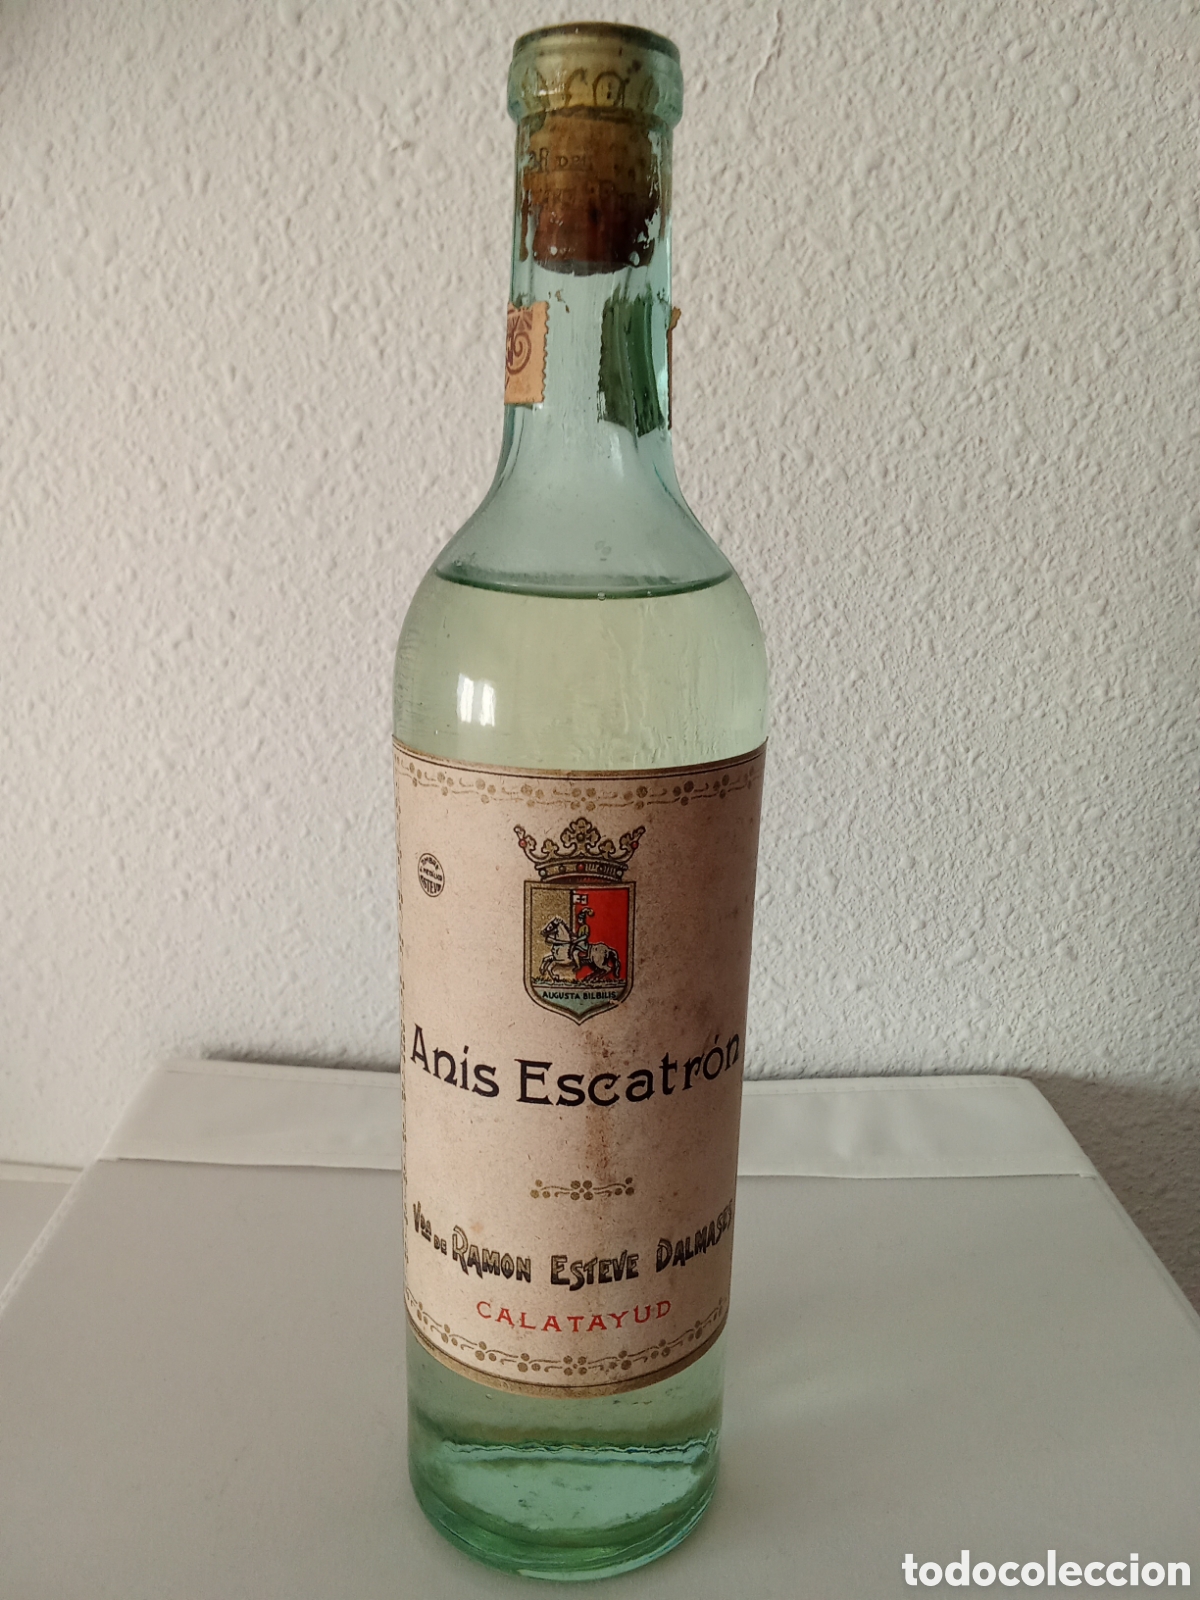 AUGUSTA BILBILIS
Anis Escatrón
Vda DE RAMON ESTEVE DALMASES
CALATAYUD
todocoleccion